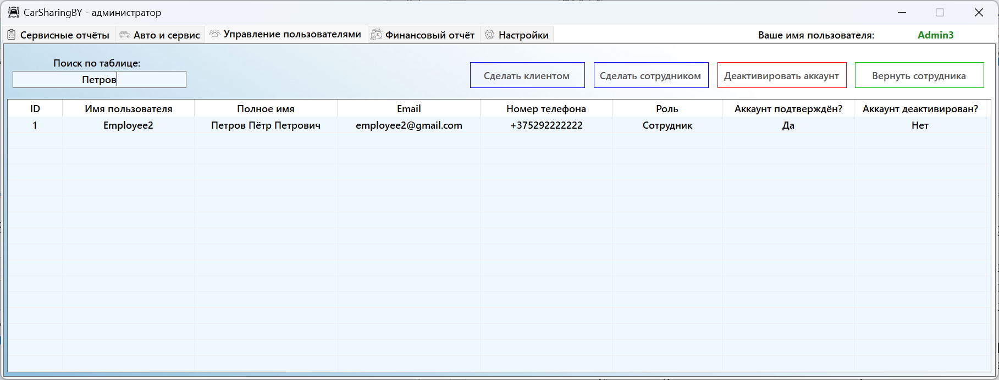 CarSharingBY - администратор
Сервисные отчёты Авто и сервис Управление пользователями Финансовый отчёт Настройки Ваше имя пользователя: Admin3
Поиск по таблице:
Петров
Сделать клиентом Сделать сотрудником Деактивировать аккаунт Вернуть сотрудника
ID Имя пользователя Полное имя Email Номер телефона Роль Аккаунт подтверждён? Аккаунт деактивирован?
1 Employee2 Петров Пётр Петрович employee2@gmail.com +375292222222 Сотрудник Да Нет